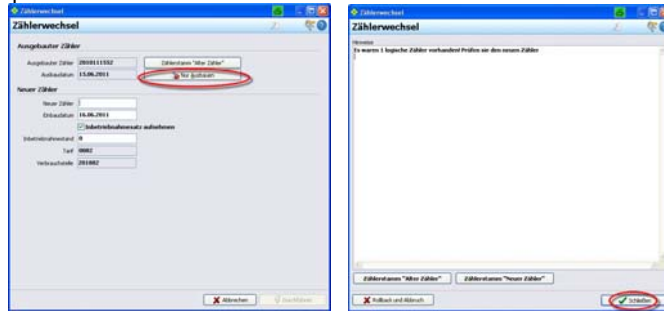 Zählerwechsel
Zählerwechsel
Ausgebauter Zähler
Ausgebauter Zähler 2010111552
Zählerstamm "Alter Zähler"
Ausbaudatum 15.06.2011
Nur Ausbauen
Neuer Zähler
Neuer Zähler
Einbaudatum 16.06.2011
Inbetriebnahmesatz aufnehmen
Inbetriebnahmestand 0
Tarif 0002
Verbrauchstelle 201002
Abbrechen
Durchführen
Zählerwechsel
Zählerwechsel
Hinweise
Es waren 1 logische Zähler vorhanden! Prüfen sie den neuen Zähler
Zählerstamm "Alter Zähler"
Zählerstamm "Neuer Zähler"
Rollback und Abbruch
Schließen